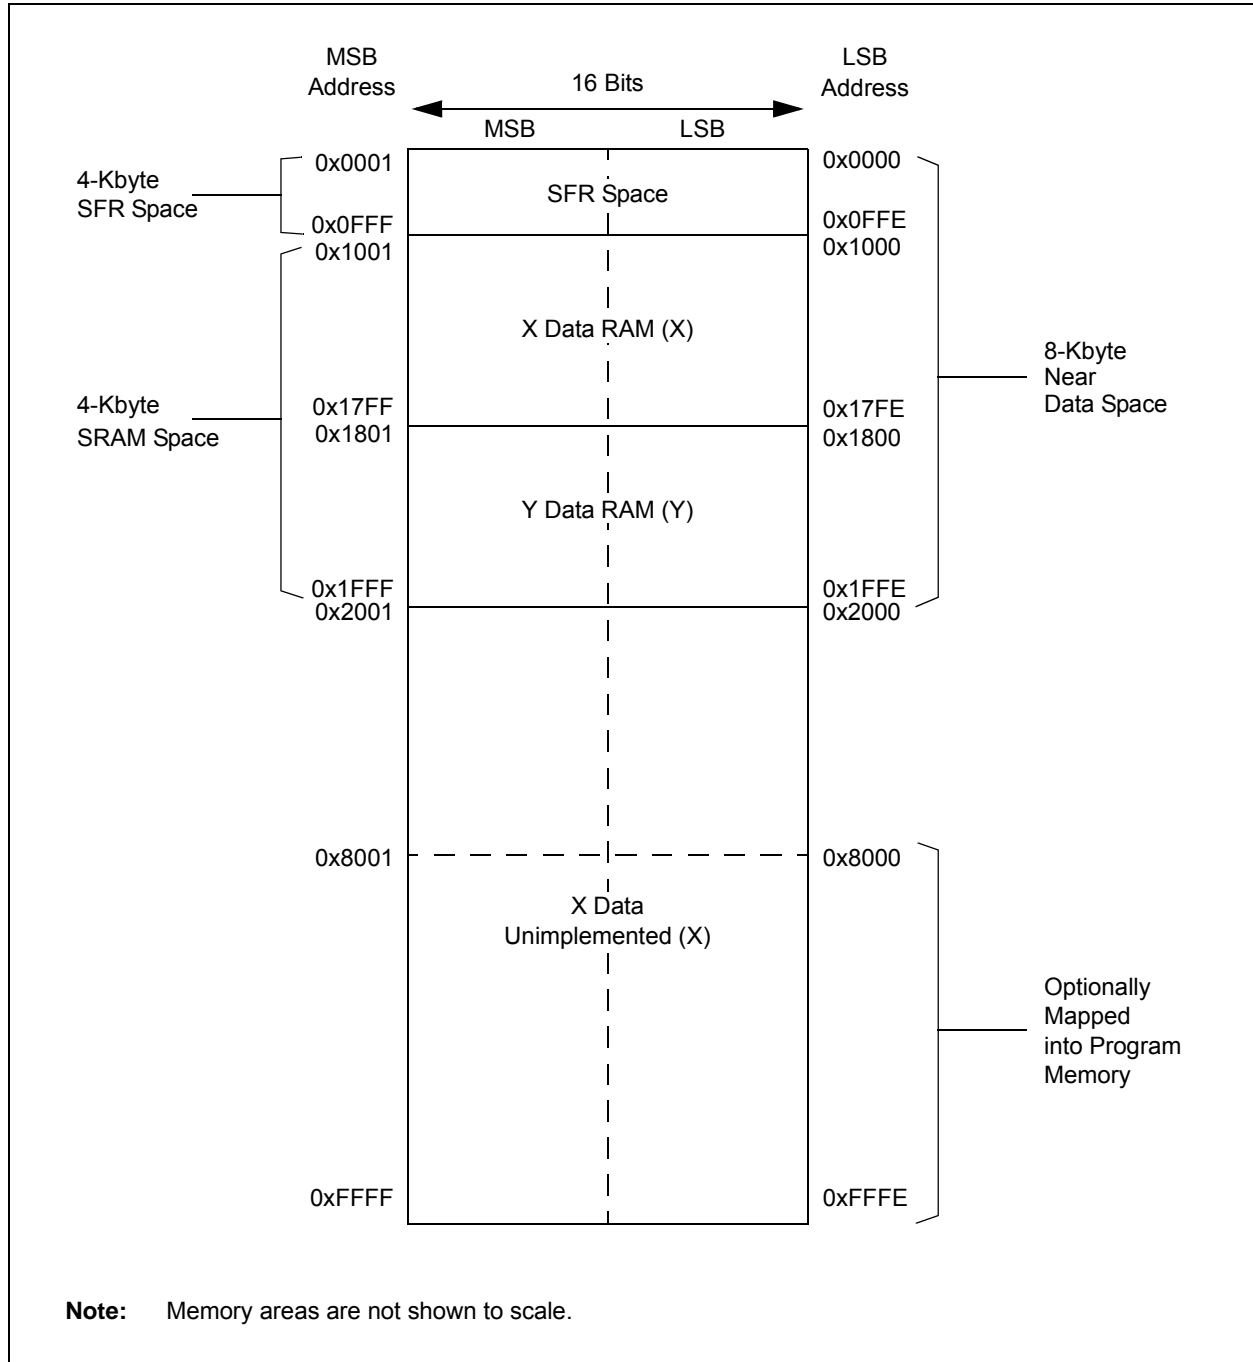 MSB
Address
LSB
Address
16 Bits
MSB
LSB
4-Kbyte
SFR Space
0x0001
0x0FFF
0x1001
SFR Space
0x0000
0x0FFE
0x1000
X Data RAM (X)
4-Kbyte
SRAM Space
0x17FF
0x1801
0x17FE
0x1800
8-Kbyte
Near
Data Space
Y Data RAM (Y)
0x1FFF
0x2001
0x1FFE
0x2000
0x8001
0x8000
X Data
Unimplemented (X)
Optionally
Mapped
into Program
Memory
0xFFFF
0xFFFE
Note: Memory areas are not shown to scale.